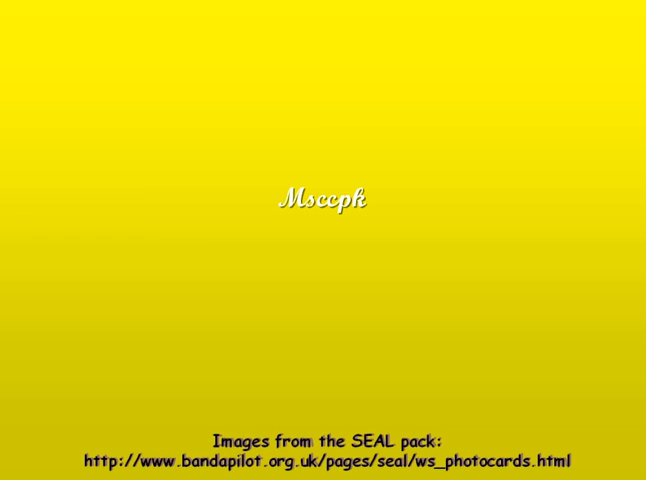 Msccpk
Images from the SEAL pack:
http://www.bandapilot.org.uk/pages/seal/ws_photocards.html